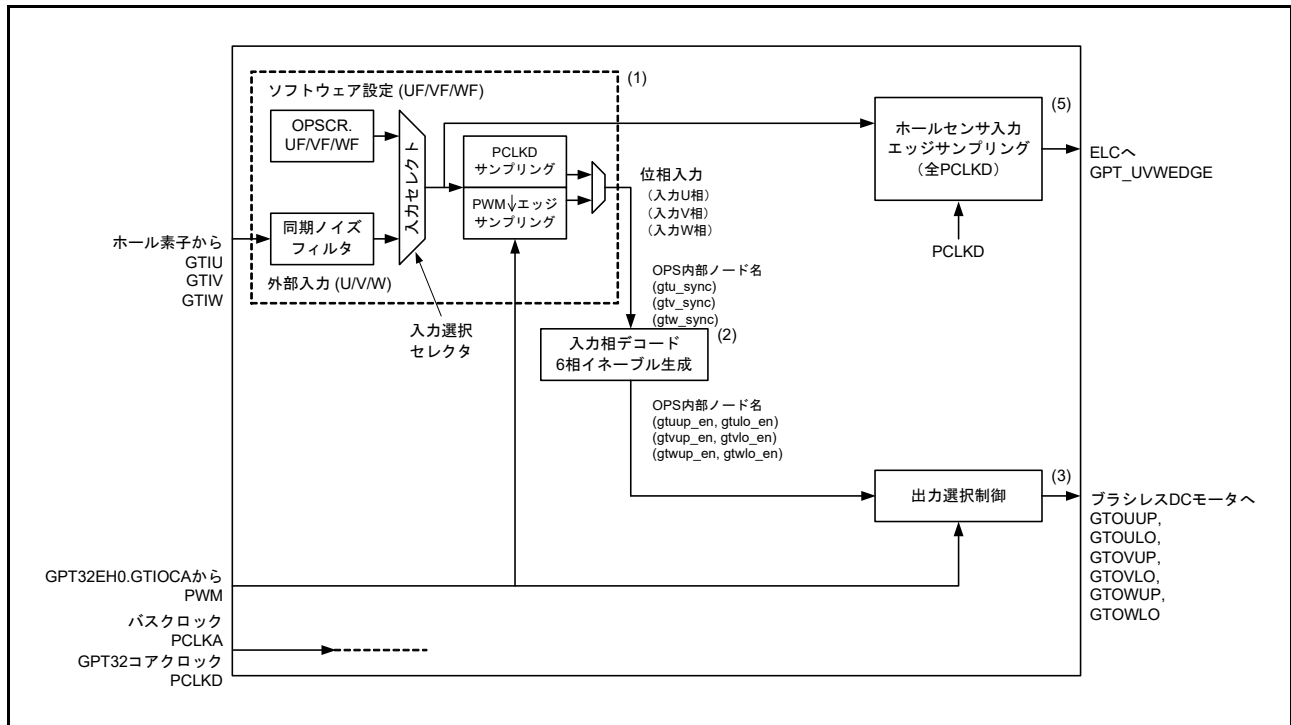 ソフトウェア設定 (UF/VF/WF)
(1)
OPSCR.
UF/VF/WF
入力セレクト
PCLKD
サンプリング
PWM↓エッジ
サンプリング
同期ノイズ
フィルタ
外部入力 (U/V/W)
ホール素子から
GTIU
GTIV
GTIW
入力選択
セレクタ
位相入力
(入力U相)
(入力V相)
(入力W相)
OPS内部ノード名
(gtu_sync)
(gtv_sync)
(gtw_sync)
(2)
入力相デコード
6相イネーブル生成
OPS内部ノード名
(gtuup_en, gtulo_en)
(gtvup_en, gtvlo_en)
(gtwup_en, gtwlo_en)
(5)
ホールセンサ入力
エッジサンプリング
(全PCLKD)
PCLKD
ELCへ
GPT_UVWEDGE
(3)
出力選択制御
ブラシレスDCモータへ
GTOUUP,
GTOULO,
GTOVUP,
GTOVLO,
GTOWUP,
GTOWLO
GPT32EH0.GTIOCAから
PWM
バスクロック
PCLKA
GPT32コアクロック
PCLKD